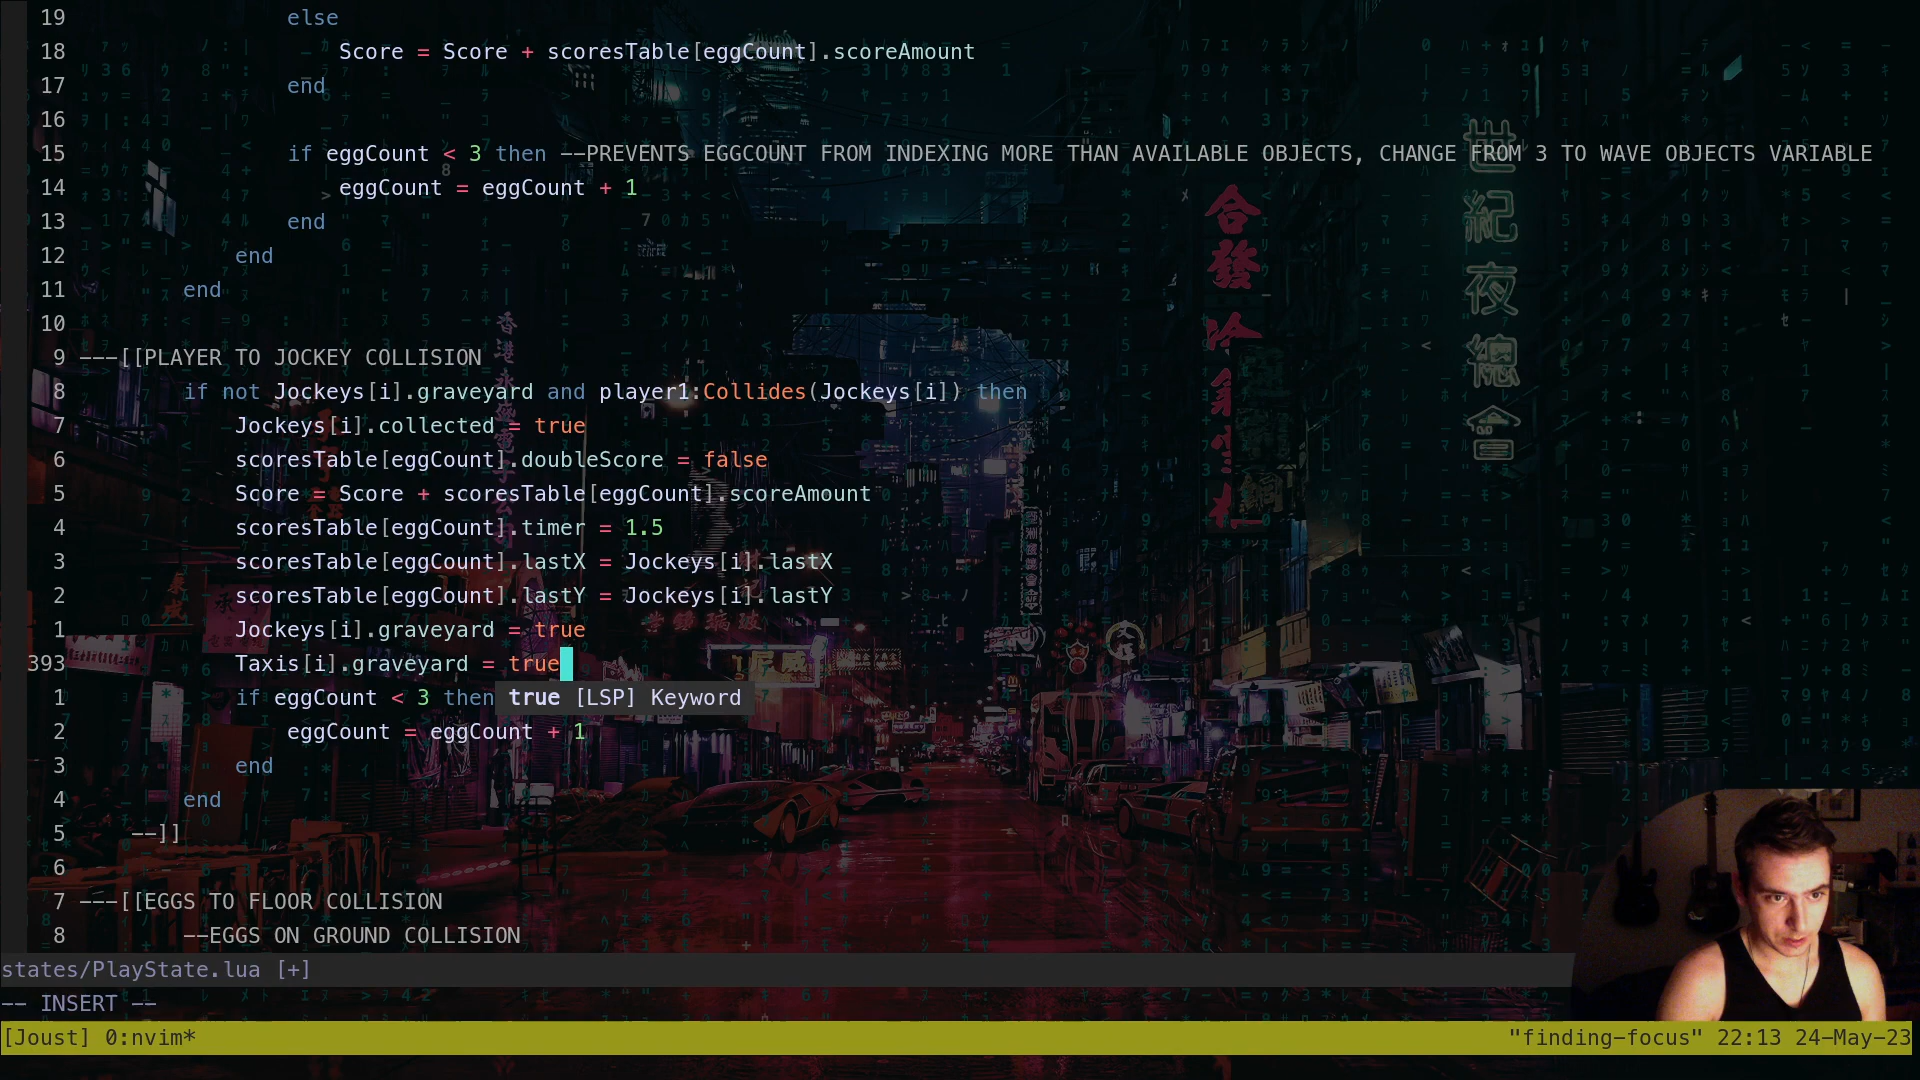 19 else
18 Score = Score + scoresTable[eggCount].scoreAmount
17 end
16
15 if eggCount < 3 then --PREVENTS EGGCOUNT FROM INDEXING MORE THAN AVAILABLE OBJECTS, CHANGE FROM 3 TO WAVE OBJECTS VARIABLE
14 eggCount = eggCount + 1
13 end
12 end
11 end
10
9 ---[[PLAYER TO JOCKEY COLLISION
8 if not Jockeys[i].graveyard and player1:Collides(Jockeys[i]) then
7 Jockeys[i].collected = true
6 scoresTable[eggCount].doubleScore = false
5 Score = Score + scoresTable[eggCount].scoreAmount
4 scoresTable[eggCount].timer = 1.5
3 scoresTable[eggCount].lastX = Jockeys[i].lastX
2 scoresTable[eggCount].lastY = Jockeys[i].lastY
1 Jockeys[i].graveyard = true
393 Taxis[i].graveyard = true
1 if eggCount < 3 then true [LSP] Keyword
2 eggCount = eggCount + 1
3 end
4 end
5 --]]
6
7 ---[[EGGS TO FLOOR COLLISION
8 --EGGS ON GROUND COLLISION
states/PlayState.lua [+]
-- INSERT --
[Joust] 0:nvim* "finding-focus" 22:13 24-May-23
世紀夜總會
合發